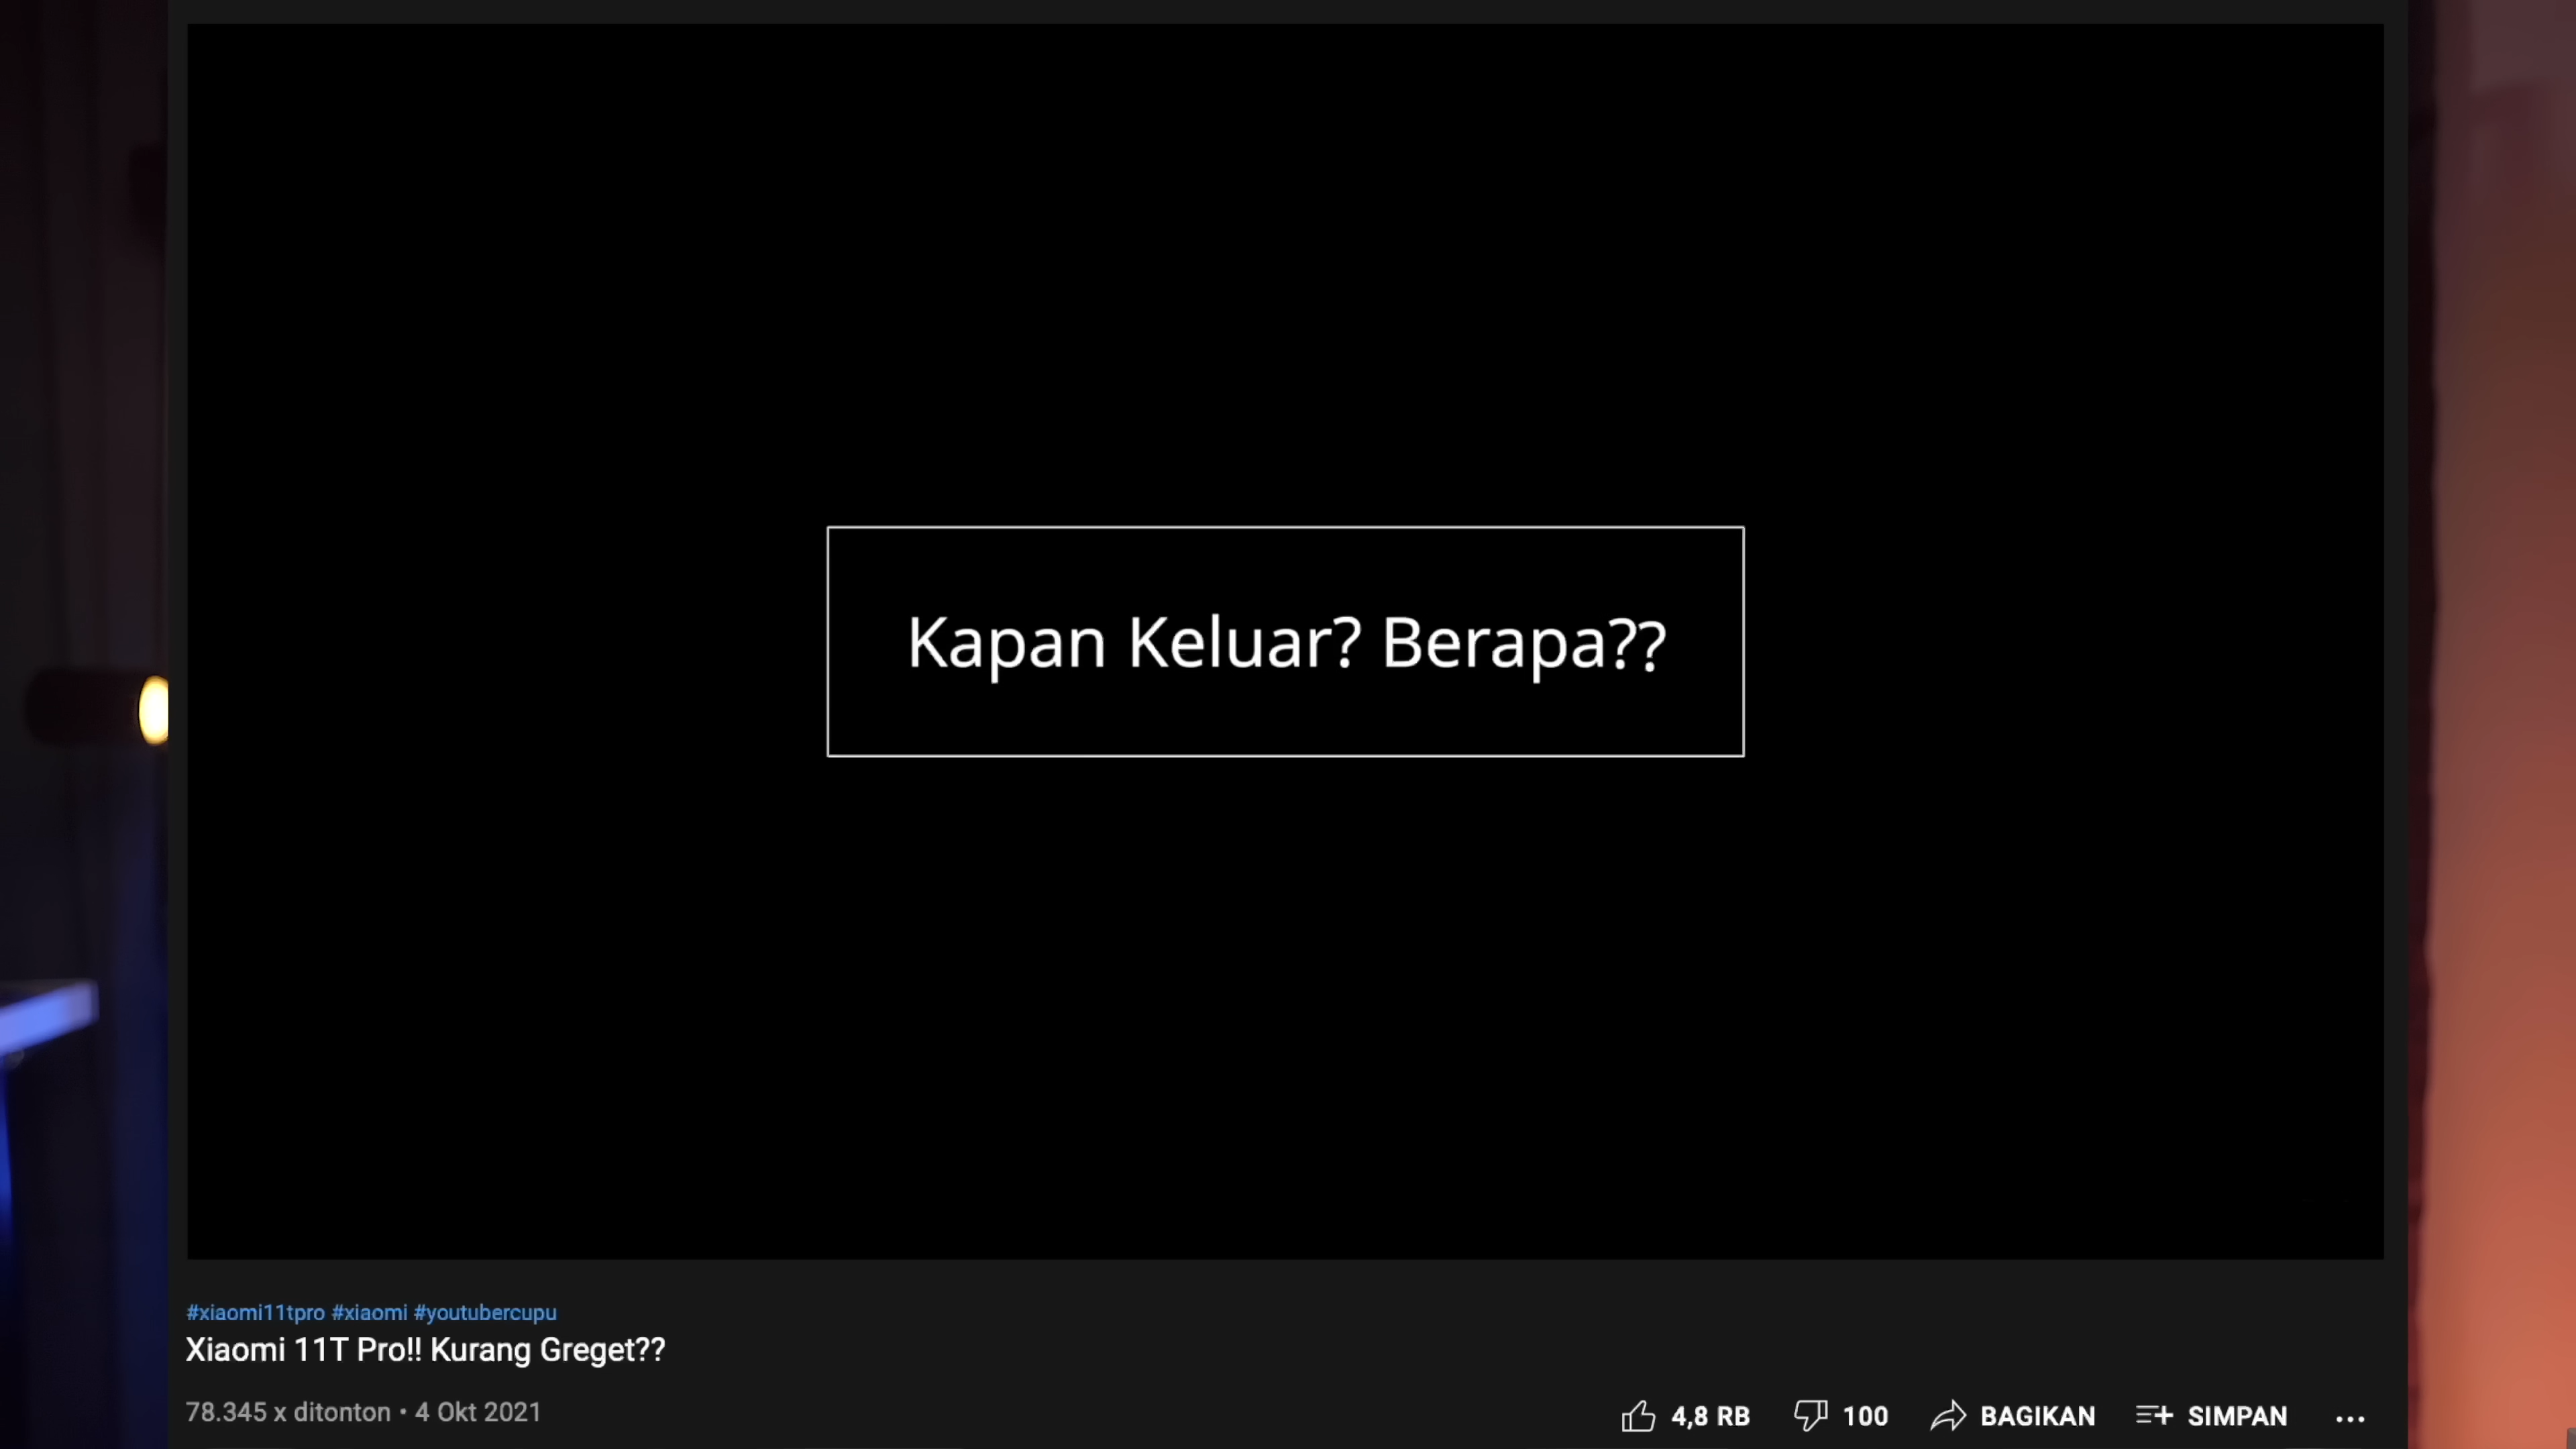 Kapan Keluar? Berapa??
#xiaomi11tpro #xiaomi #youtubercupu
Xiaomi 11T Pro!! Kurang Greget??
78.345 x ditonton • 4 Okt 2021
4,8 RB 100 BAGIKAN SIMPAN